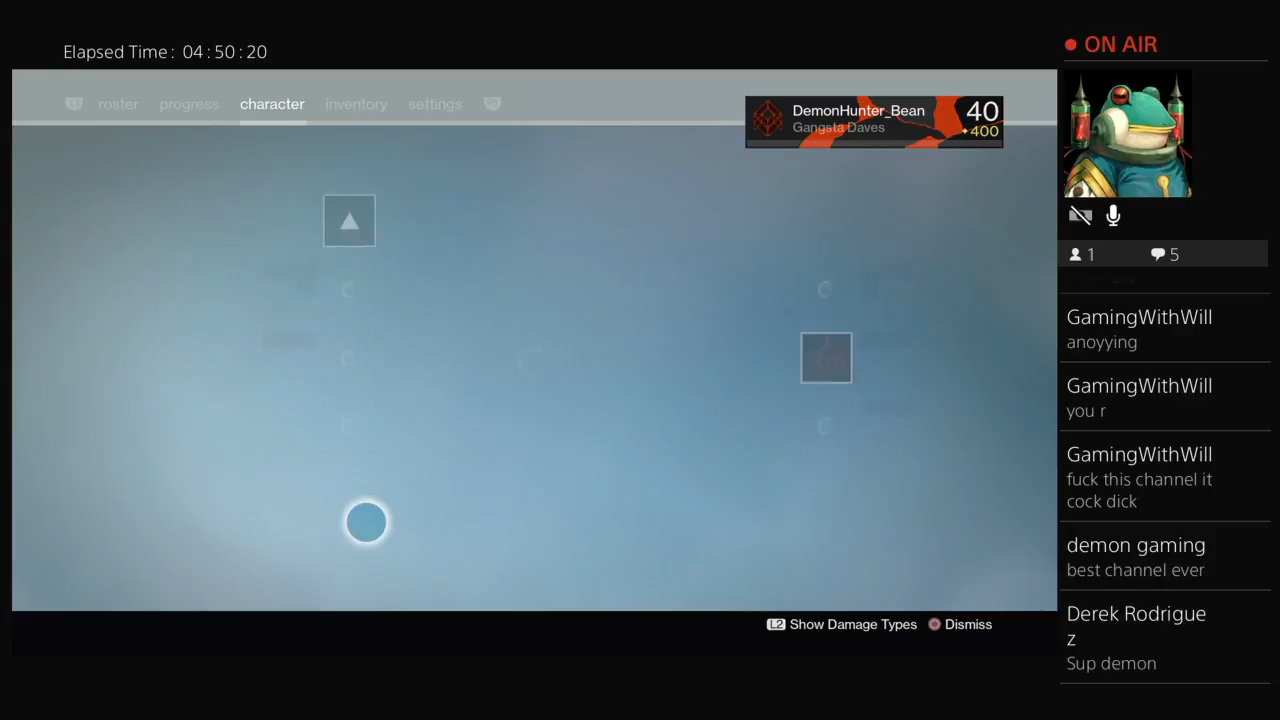 Elapsed Time: 04:50:20
ON AIR
L1 roster progress character inventory settings R1
DemonHunter_Bean 40
Gangsta Daves +400
1 5
GamingWithWill
anoyying
GamingWithWill
you r
GamingWithWill
fuck this channel it
cock dick
demon gaming
best channel ever
Derek Rodrigue
z
Sup demon
L2 Show Damage Types Dismiss